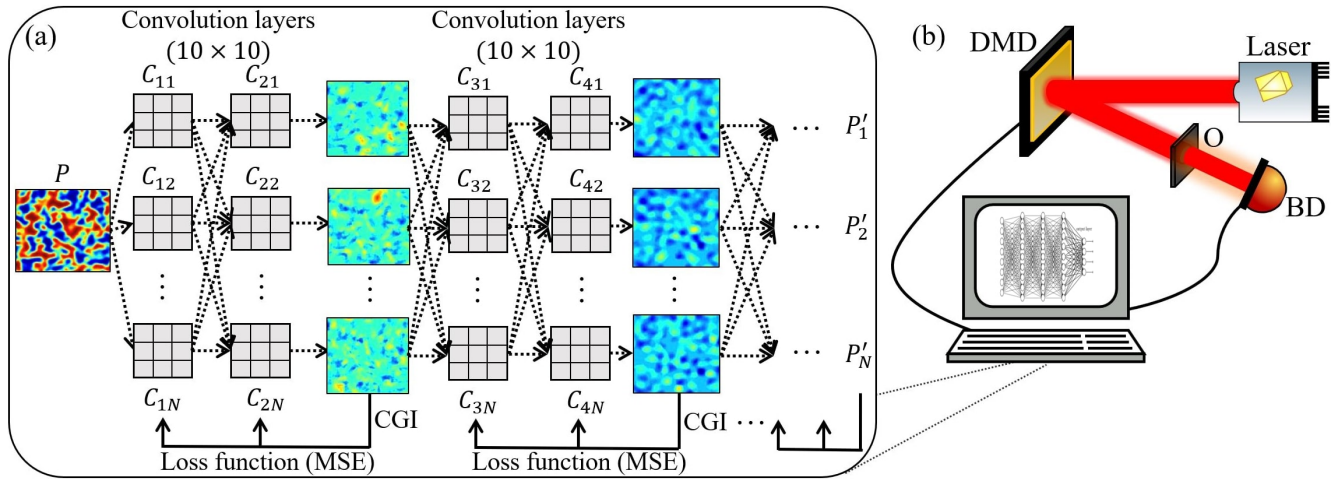 (a)
Convolution layers
(10 × 10)
Convolution layers
(10 × 10)
P
C₁₁
C₂₁
C₃₁
C₄₁
C₁₂
C₂₂
C₃₂
C₄₂
C₁N
C₂N
C₃N
C₄N
⋮
⋮
⋮
⋮
⋮
⋮
⋮
⋯ P′₁
⋯ P′₂
⋯ P′N
CGI
CGI ⋯
Loss function (MSE)
Loss function (MSE)
(b)
DMD
Laser
O
BD